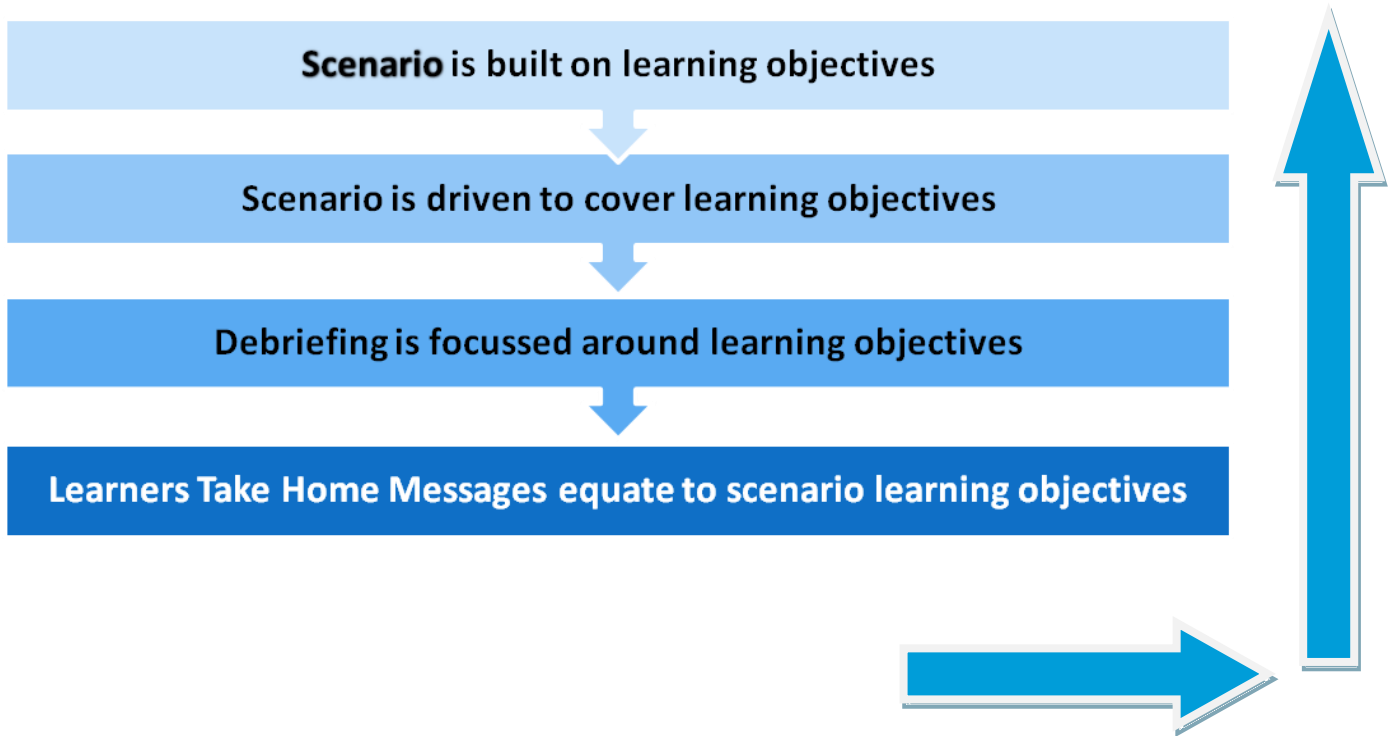 Scenario is built on learning objectives
Scenario is driven to cover learning objectives
Debriefing is focussed around learning objectives
Learners Take Home Messages equate to scenario learning objectives